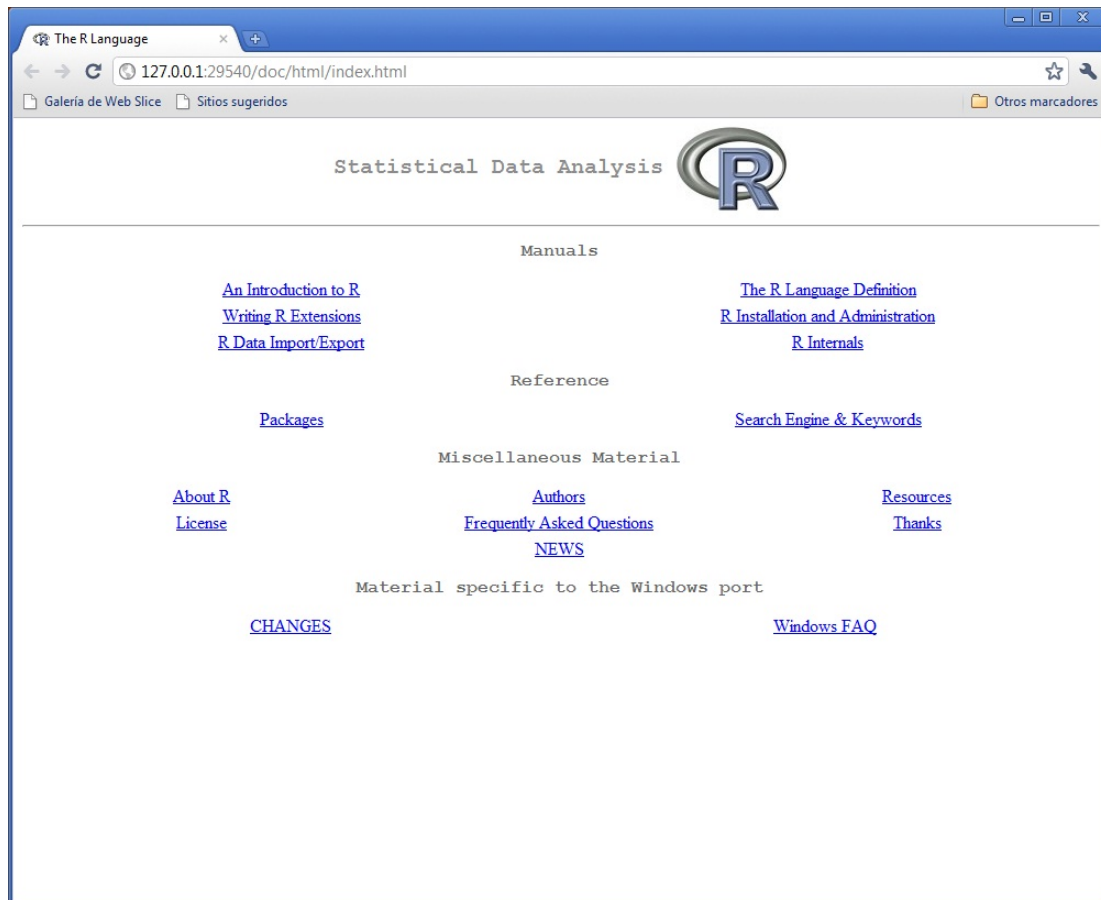 The R Language
127.0.0.1:29540/doc/html/index.html
Galería de Web Slice Sitios sugeridos Otros marcadores
Statistical Data Analysis R
Manuals
An Introduction to R The R Language Definition
Writing R Extensions R Installation and Administration
R Data Import/Export R Internals
Reference
Packages Search Engine & Keywords
Miscellaneous Material
About R Authors Resources
License Frequently Asked Questions Thanks
NEWS
Material specific to the Windows port
CHANGES Windows FAQ